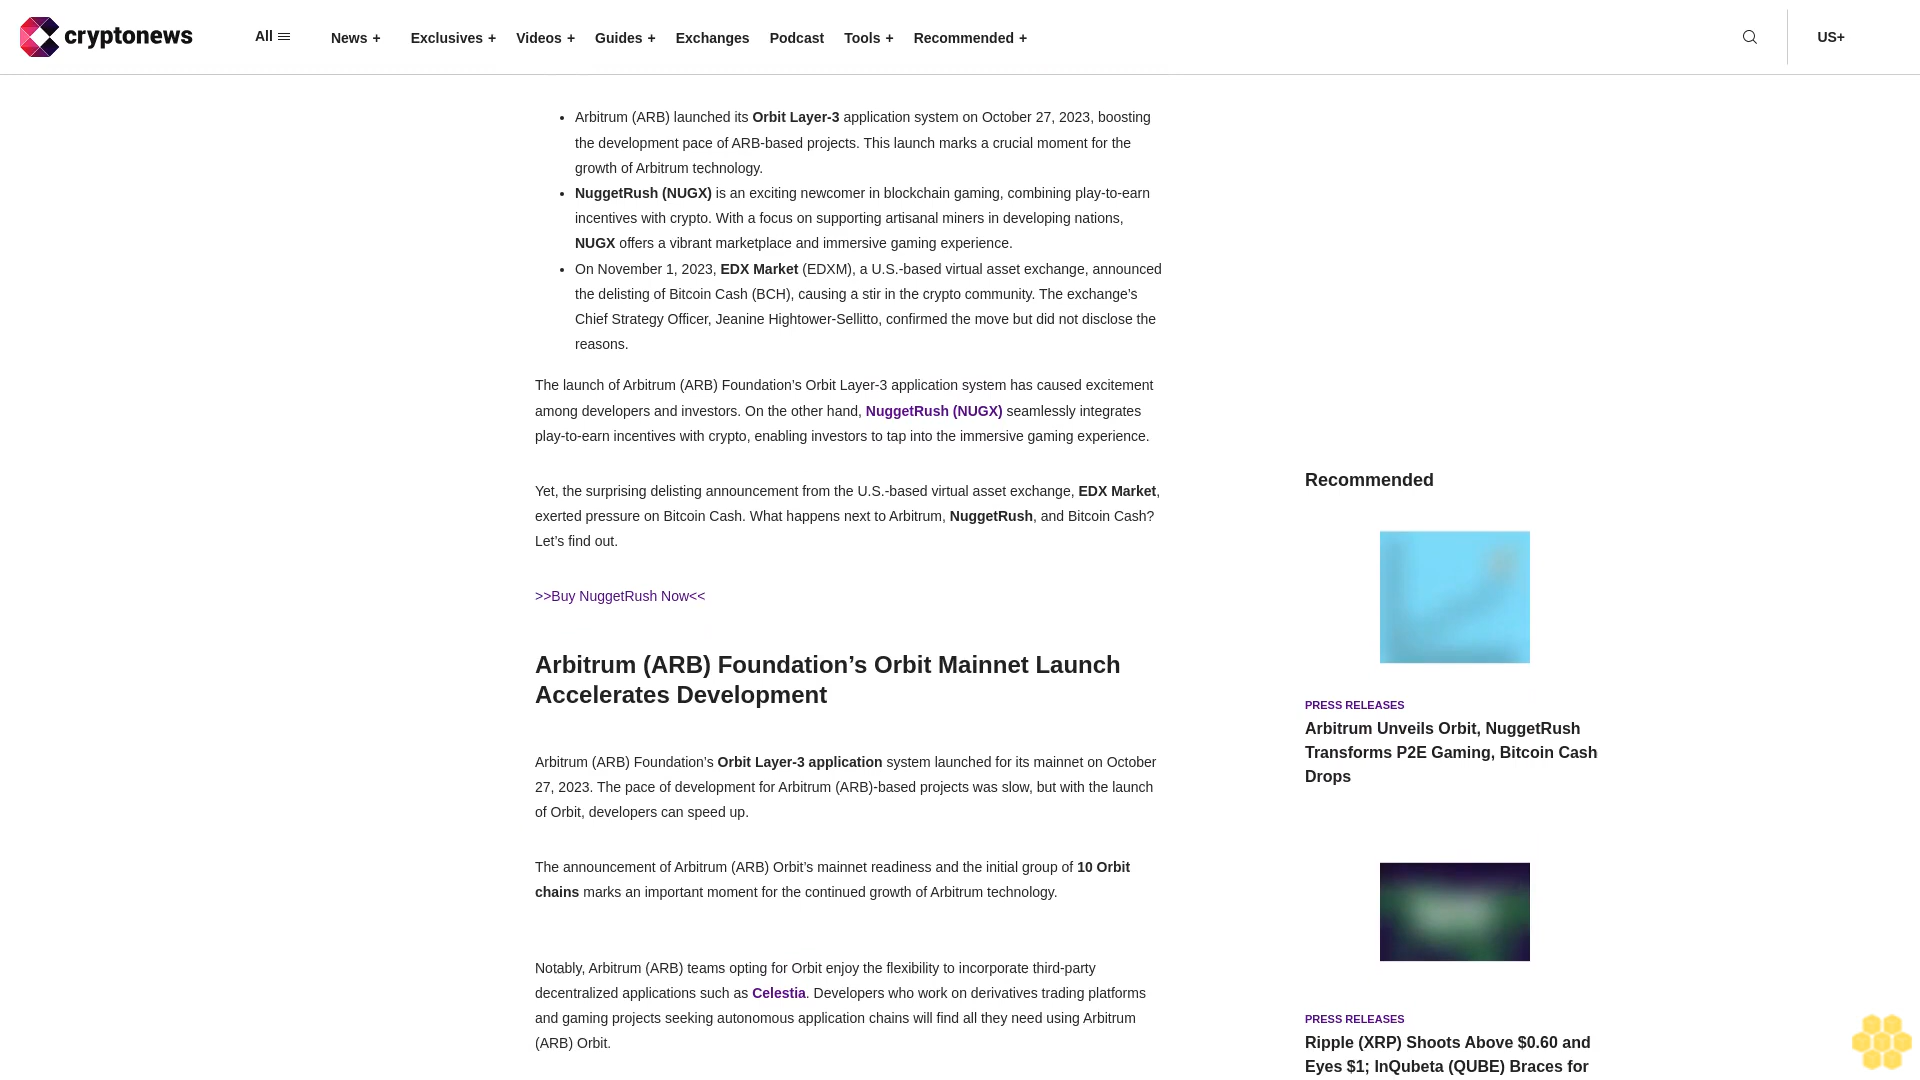 cryptonews
All
News +
Exclusives +
Videos +
Guides +
Exchanges
Podcast
Tools +
Recommended +
US+
• Arbitrum (ARB) launched its Orbit Layer-3 application system on October 27, 2023, boosting
the development pace of ARB-based projects. This launch marks a crucial moment for the
growth of Arbitrum technology.
• NuggetRush (NUGX) is an exciting newcomer in blockchain gaming, combining play-to-earn
incentives with crypto. With a focus on supporting artisanal miners in developing nations,
NUGX offers a vibrant marketplace and immersive gaming experience.
• On November 1, 2023, EDX Market (EDXM), a U.S.-based virtual asset exchange, announced
the delisting of Bitcoin Cash (BCH), causing a stir in the crypto community. The exchange’s
Chief Strategy Officer, Jeanine Hightower-Sellitto, confirmed the move but did not disclose the
reasons.
The launch of Arbitrum (ARB) Foundation’s Orbit Layer-3 application system has caused excitement
among developers and investors. On the other hand, NuggetRush (NUGX) seamlessly integrates
play-to-earn incentives with crypto, enabling investors to tap into the immersive gaming experience.
Yet, the surprising delisting announcement from the U.S.-based virtual asset exchange, EDX Market,
exerted pressure on Bitcoin Cash. What happens next to Arbitrum, NuggetRush, and Bitcoin Cash?
Let’s find out.
>>Buy NuggetRush Now<<
Arbitrum (ARB) Foundation’s Orbit Mainnet Launch
Accelerates Development
Arbitrum (ARB) Foundation’s Orbit Layer-3 application system launched for its mainnet on October
27, 2023. The pace of development for Arbitrum (ARB)-based projects was slow, but with the launch
of Orbit, developers can speed up.
The announcement of Arbitrum (ARB) Orbit’s mainnet readiness and the initial group of 10 Orbit
chains marks an important moment for the continued growth of Arbitrum technology.
Notably, Arbitrum (ARB) teams opting for Orbit enjoy the flexibility to incorporate third-party
decentralized applications such as Celestia. Developers who work on derivatives trading platforms
and gaming projects seeking autonomous application chains will find all they need using Arbitrum
(ARB) Orbit.
Recommended
PRESS RELEASES
Arbitrum Unveils Orbit, NuggetRush
Transforms P2E Gaming, Bitcoin Cash
Drops
PRESS RELEASES
Ripple (XRP) Shoots Above $0.60 and
Eyes $1; InQubeta (QUBE) Braces for